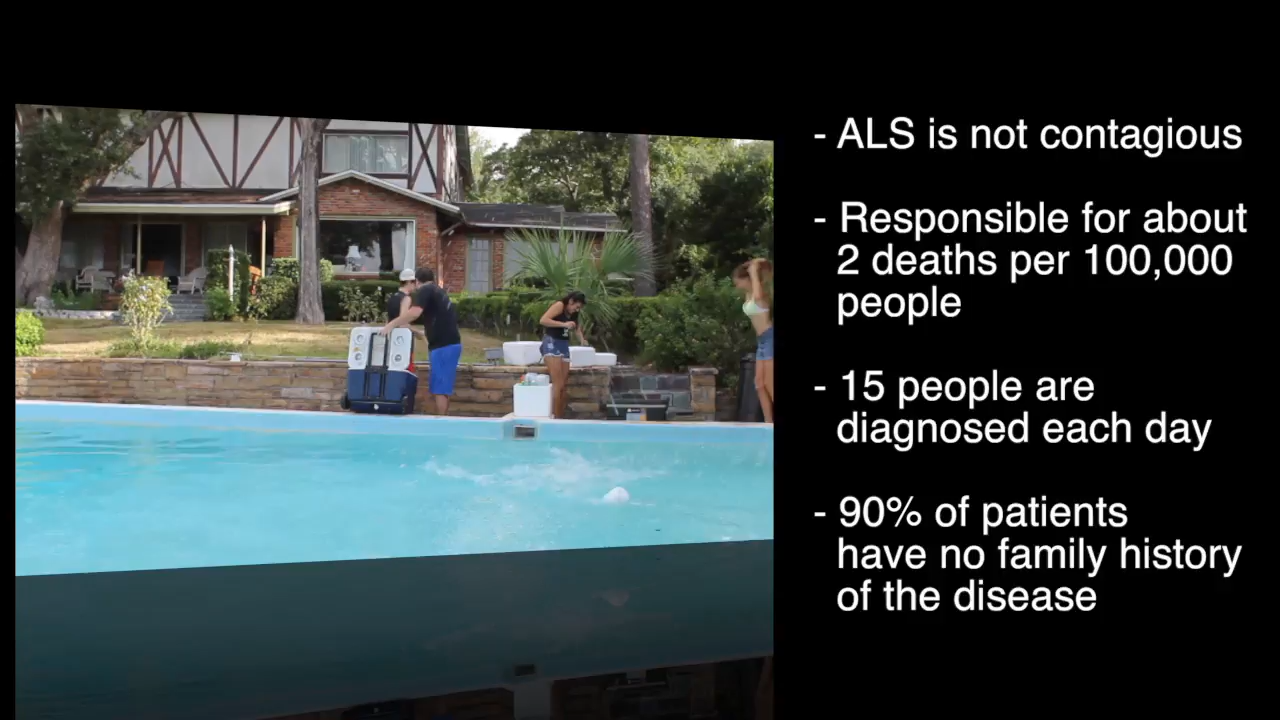 - ALS is not contagious
- Responsible for about
2 deaths per 100,000
people
- 15 people are
diagnosed each day
- 90% of patients
have no family history
of the disease